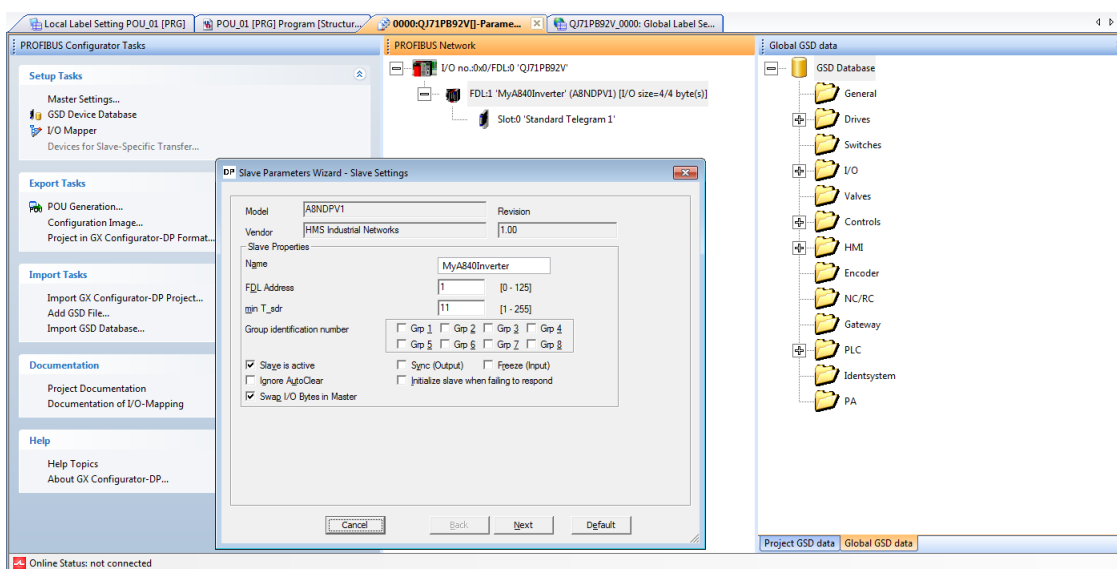 Local Label Setting POU_01 [PRG]
POU_01 [PRG] Program [Structur...
0000:QJ71PB92V[]-Parame...
QJ71PB92V_0000: Global Label Se...
PROFIBUS Configurator Tasks
Setup Tasks
Master Settings...
GSD Device Database
I/O Mapper
Devices for Slave-Specific Transfer...
Export Tasks
POU Generation...
Configuration Image...
Project in GX Configurator-DP Format...
Import Tasks
Import GX Configurator-DP Project...
Add GSD File...
Import GSD Database...
Documentation
Project Documentation
Documentation of I/O-Mapping
Help
Help Topics
About GX Configurator-DP...
PROFIBUS Network
I/O no.:0x0/FDL:0 'QJ71PB92V'
FDL:1 'MyA840Inverter' (A8NDPV1) [I/O size=4/4 byte(s)]
Slot:0 'Standard Telegram 1'
DP Slave Parameters Wizard - Slave Settings
Model A8NDPV1 Revision
Vendor HMS Industrial Networks 1.00
Slave Properties
Name MyA840Inverter
FDL Address 1 [0 - 125]
min T_sdr 11 [1 - 255]
Group identification number Grp 1 Grp 2 Grp 3 Grp 4
Grp 5 Grp 6 Grp 7 Grp 8
Slave is active Sync (Output) Freeze (Input)
Ignore AutoClear Initialize slave when failing to respond
Swap I/O Bytes in Master
Cancel Back Next Default
Global GSD data
GSD Database
General
Drives
Switches
I/O
Valves
Controls
HMI
Encoder
NC/RC
Gateway
PLC
Identsystem
PA
Project GSD data Global GSD data
Online Status: not connected